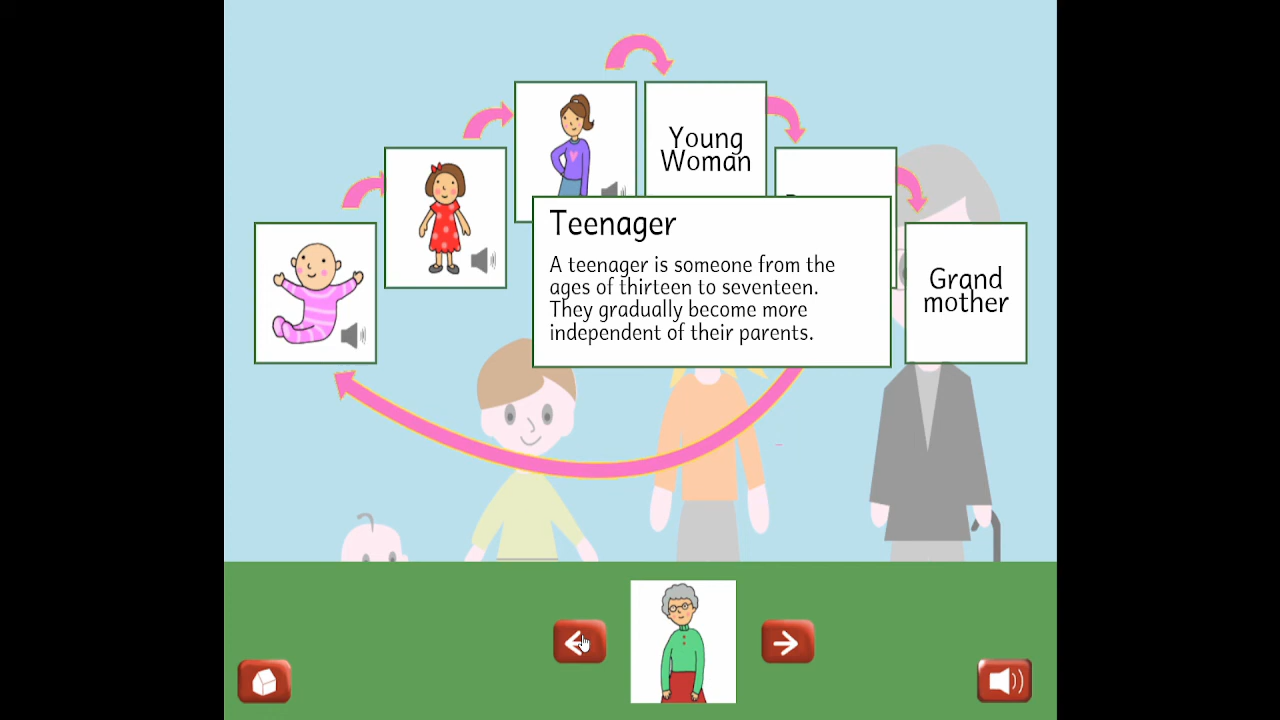 Young
Woman
Teenager
A teenager is someone from the
ages of thirteen to seventeen.
They gradually become more
independent of their parents.
Grand
mother